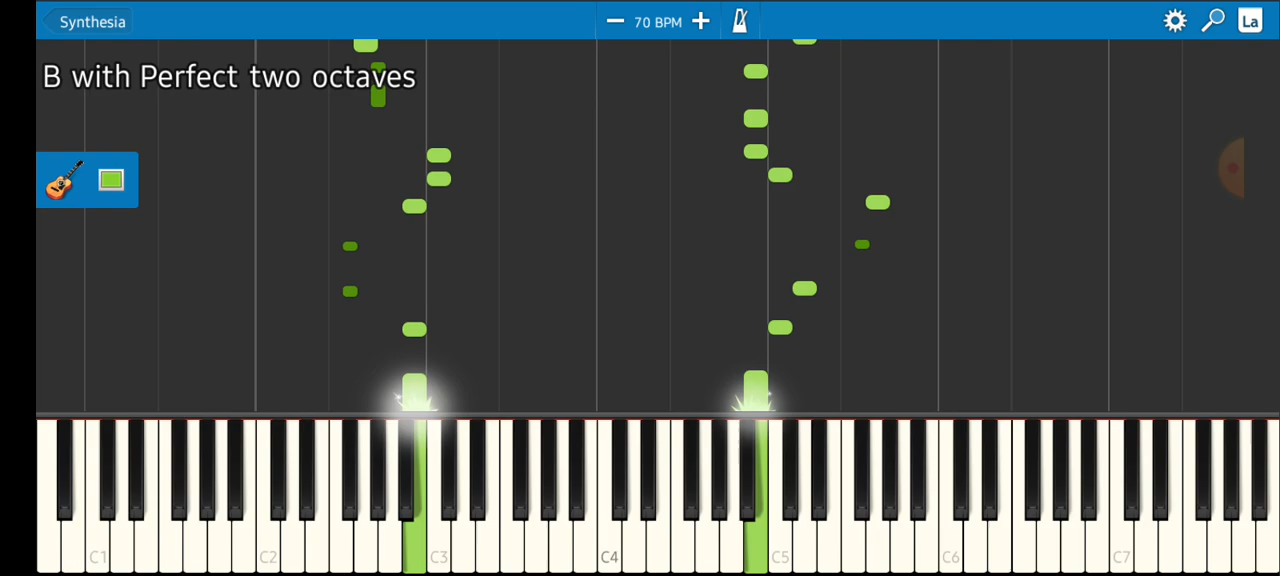 Synthesia
70 BPM
La
B with Perfect two octaves
C1 C2 C3 C4 C5 C6 C7